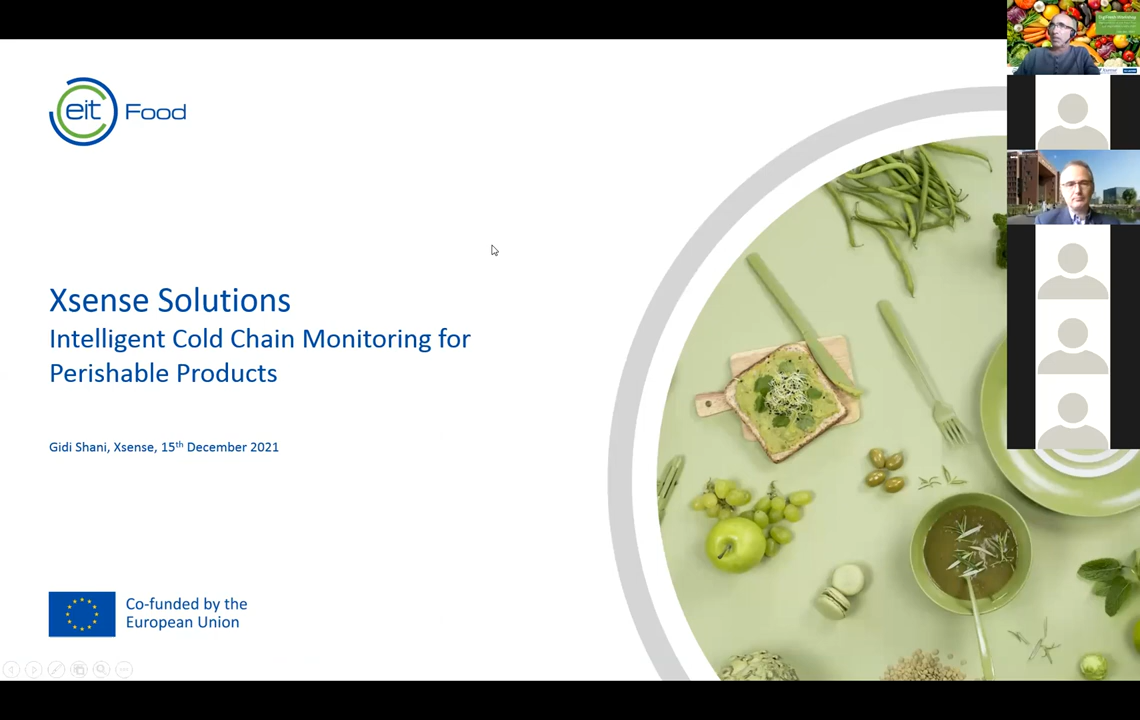 eit Food
Xsense Solutions
Intelligent Cold Chain Monitoring for
Perishable Products
Gidi Shani, Xsense, 15th December 2021
Co-funded by the
European Union